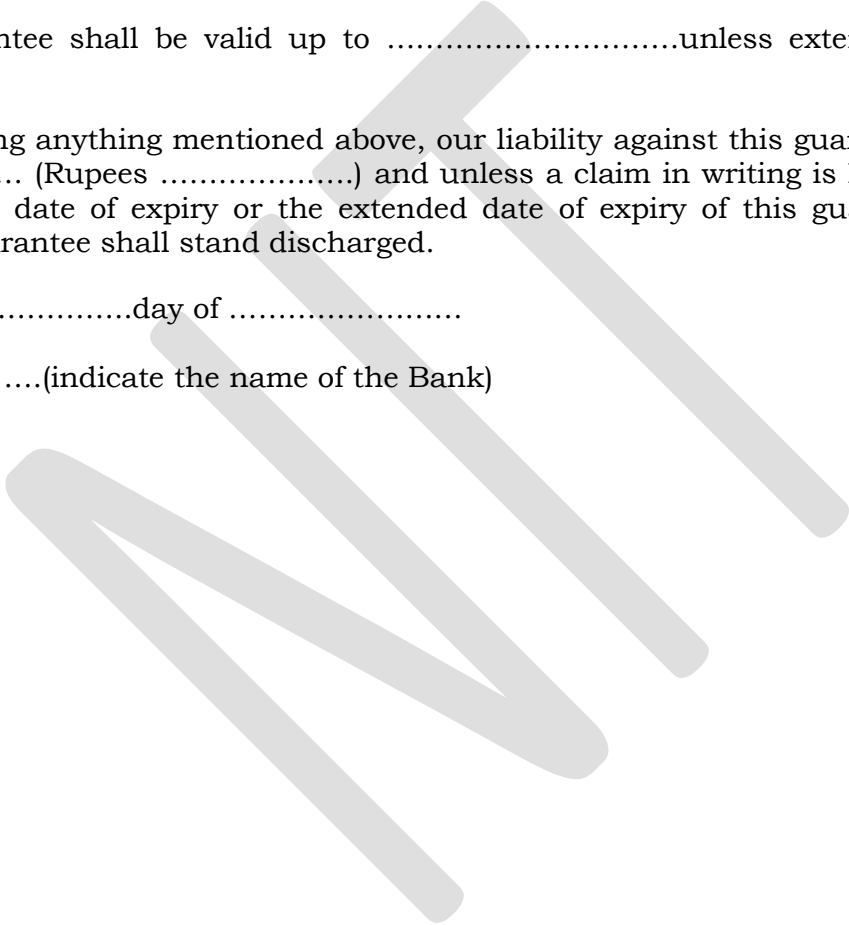 ntee shall be valid up to …………………………unless exte
ng anything mentioned above, our liability against this gua
… (Rupees ………………..) and unless a claim in writing is
date of expiry or the extended date of expiry of this gu
rantee shall stand discharged.
……………day of ……………………
….(indicate the name of the Bank)
NIT